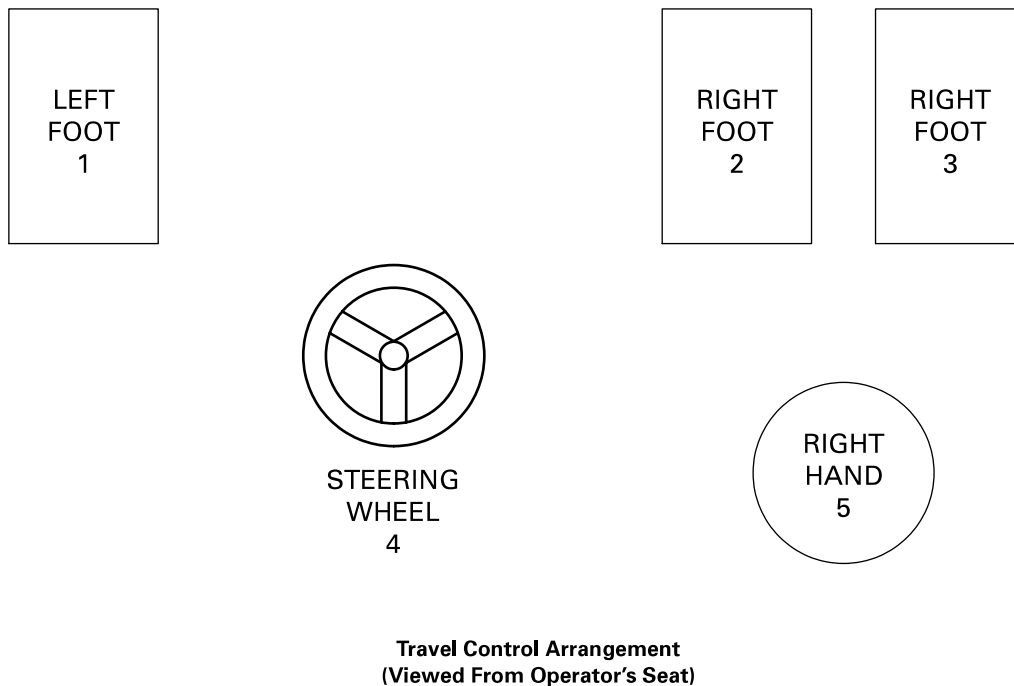 LEFT
FOOT
1
RIGHT
FOOT
2
RIGHT
FOOT
3
STEERING
WHEEL
4
RIGHT
HAND
5
Travel Control Arrangement
(Viewed From Operator's Seat)